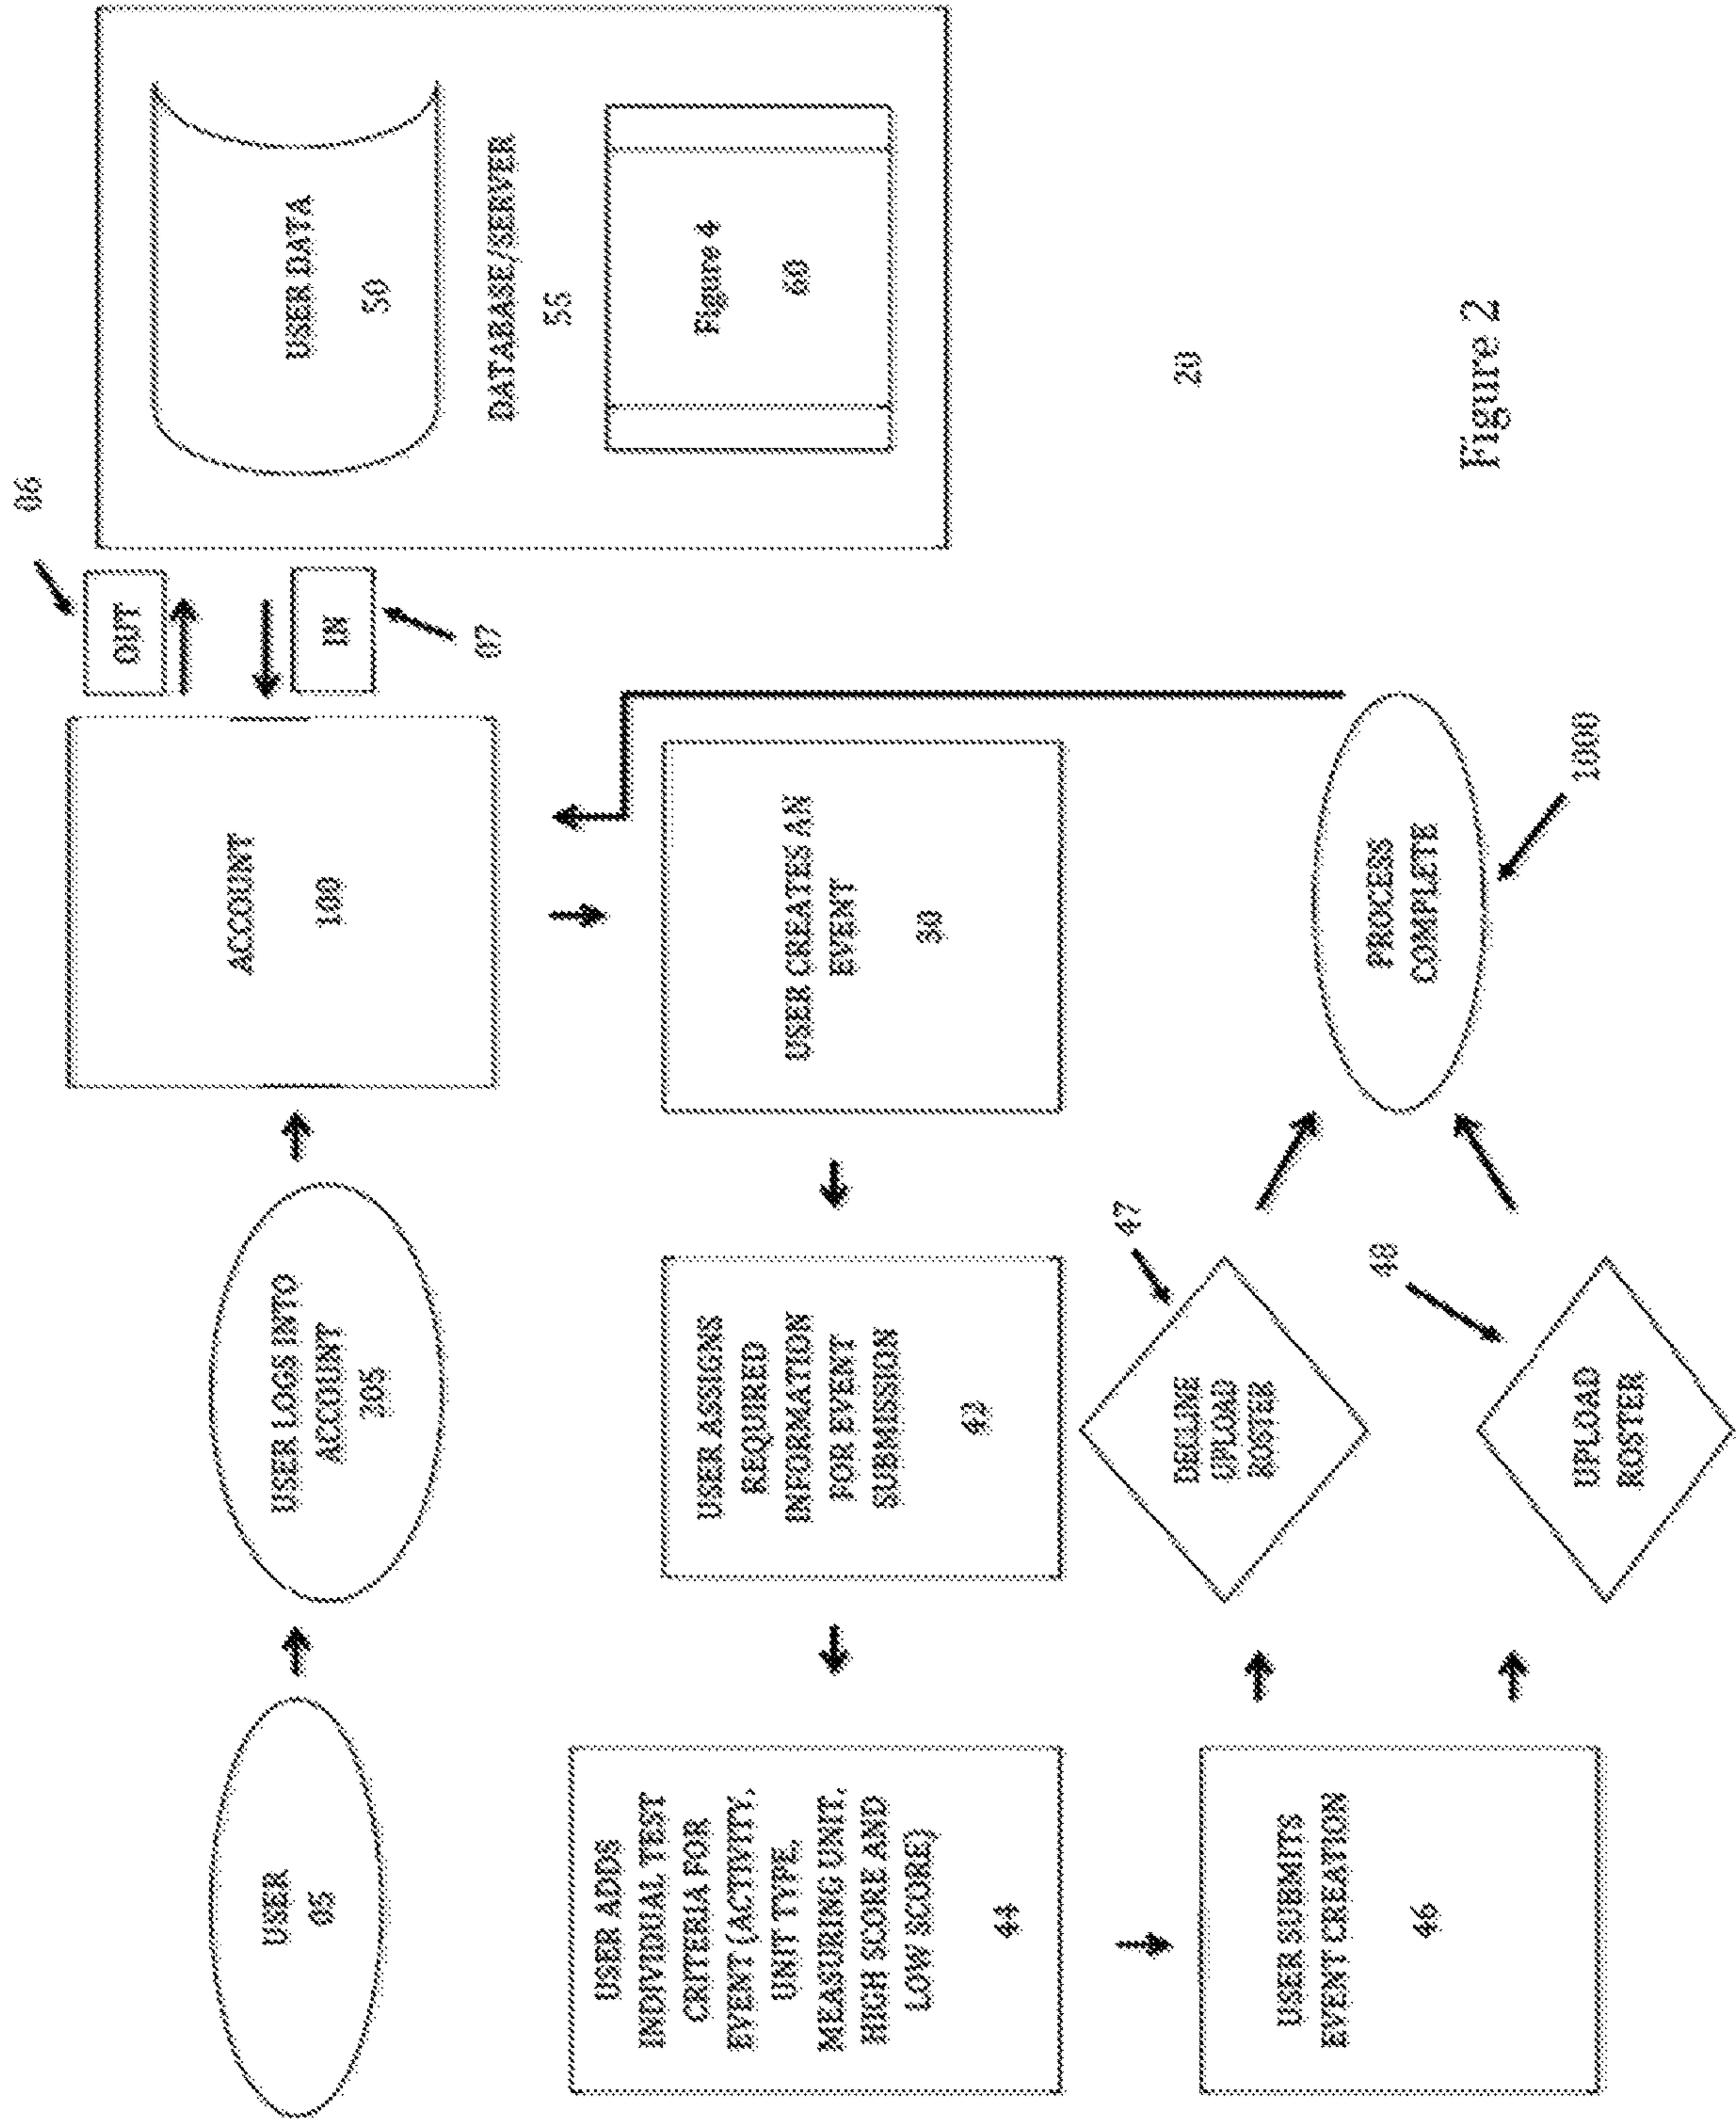 USER
05
USER LOGS INTO
ACCOUNT
305
ACCOUNT
100
OUT
06
IN
07
USER DATA
50
DATABASE/SERVER
55
Figure 4
60
USER ADDS
INDIVIDUAL TEST
CRITERIA FOR
EVENT (ACTIVITY,
UNIT TYPE,
MEASURING UNIT,
HIGH SCORE AND
LOW SCORE)
44
USER ASSIGNS
REQUIRED
INFORMATION
FOR EVENT
SUBMISSION
42
USER CREATES AN
EVENT
30
USER SUBMITS
EVENT CREATION
46
DECLINE
UPLOAD
ROSTER
47
UPLOAD
ROSTER
48
PROCESS
COMPLETE
1000
20
Figure 2